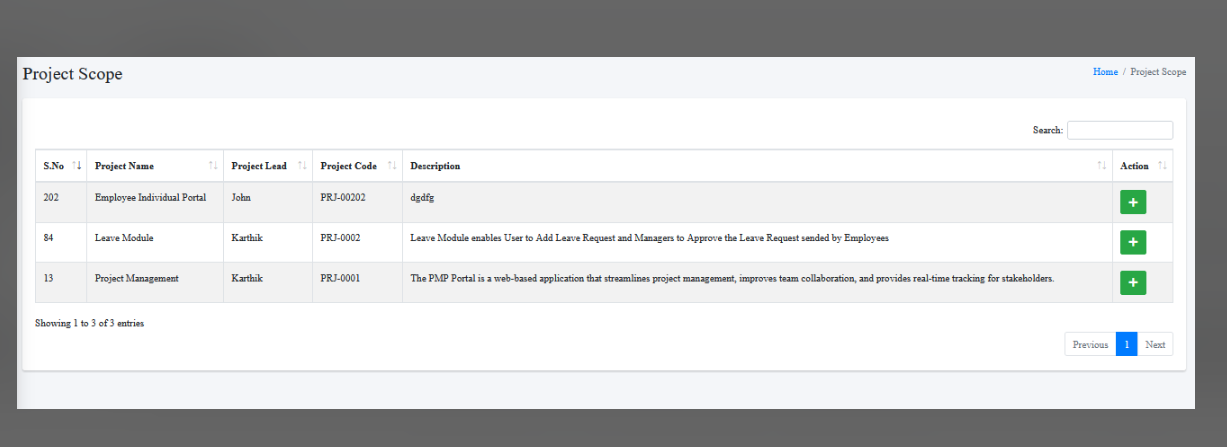 Project Scope
Home / Project Scope
Search:
S.No Project Name Project Lead Project Code Description Action
202 Employee Individual Portal John PRJ-00202 dgdfg
84 Leave Module Karthik PRJ-0002 Leave Module enables User to Add Leave Request and Managers to Approve the Leave Request sended by Employees
13 Project Management Karthik PRJ-0001 The PMP Portal is a web-based application that streamlines project management, improves team collaboration, and provides real-time tracking for stakeholders.
Showing 1 to 3 of 3 entries
Previous 1 Next